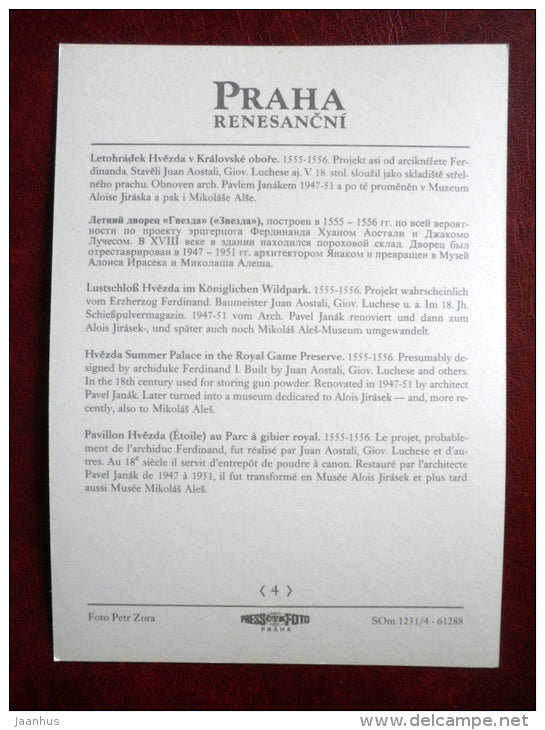 PRAHA
RENESANČNÍ
Letohrádek Hvězda v Královské oboře. 1555-1556. Projekt asi od arciknížete Fer-
dinanda. Stavěli Juan Aostali, Giov. Luchese aj. V 18. stol. sloužil jako skladiště střel-
ného prachu. Obnoven arch. Pavlem Janákem 1947-51 a po té proměněn v Muzeum
Aloise Jiráska a pak i Mikoláše Alše.
Летний дворец «Гвезда» («Звезда»), построен в 1555 – 1556 гг. по всей вероят-
ности по проекту эрцгерцога Фердинанда Хуаном Аостали и Джакомо
Лучесом. В XVIII веке в здании находился пороховой склад. Дворец был
отреставрирован в 1947 – 1951 гг. архитектором Янаком и превращен в Музей
Алоиса Ирасека и Миколаша Алеша.
Lustschloß Hvězda im Königlichen Wildpark. 1555-1556. Projekt wahrscheinlich
vom Erzherzog Ferdinand. Baumeister Juan Aostali, Giov. Luchese u. a. Im 18. Jh.
Schießpulvermagazin. 1947-51 vom Arch. Pavel Janák renoviert und dann zum
Alois Jirásek-, und später auch noch Mikoláš Aleš-Museum umgewandelt.
Hvězda Summer Palace in the Royal Game Preserve. 1555-1556. Presumably de-
signed by archiduke Ferdinand I. Built by Juan Aostali, Giov. Luchese and others.
In the 18th century used for storing gun powder. Renovated in 1947-51 by architect
Pavel Janák. Later turned into a museum dedicated to Alois Jirásek — and, more re-
cently, also to Mikoláš Aleš.
Pavillon Hvězda (Étoile) au Parc à gibier royal. 1555-1556. Le projet, probable-
ment de l'archiduc Ferdinand, fut réalisé par Juan Aostali, Giov. Luchese et d'au-
tres. Au 18e siècle il servit d'entrepôt de poudre à canon. Restauré par l'architecte
Pavel Janák de 1947 à 1951, il fut transformé en Musée Alois Jirásek et plus tard
aussi Musée Mikoláš Aleš.
⟨ 4 ⟩
Foto Petr Zora
PRESSČTKFOTO
PRAHA
SOm 1231/4 - 61288
jaanhus
www.delcampe.net